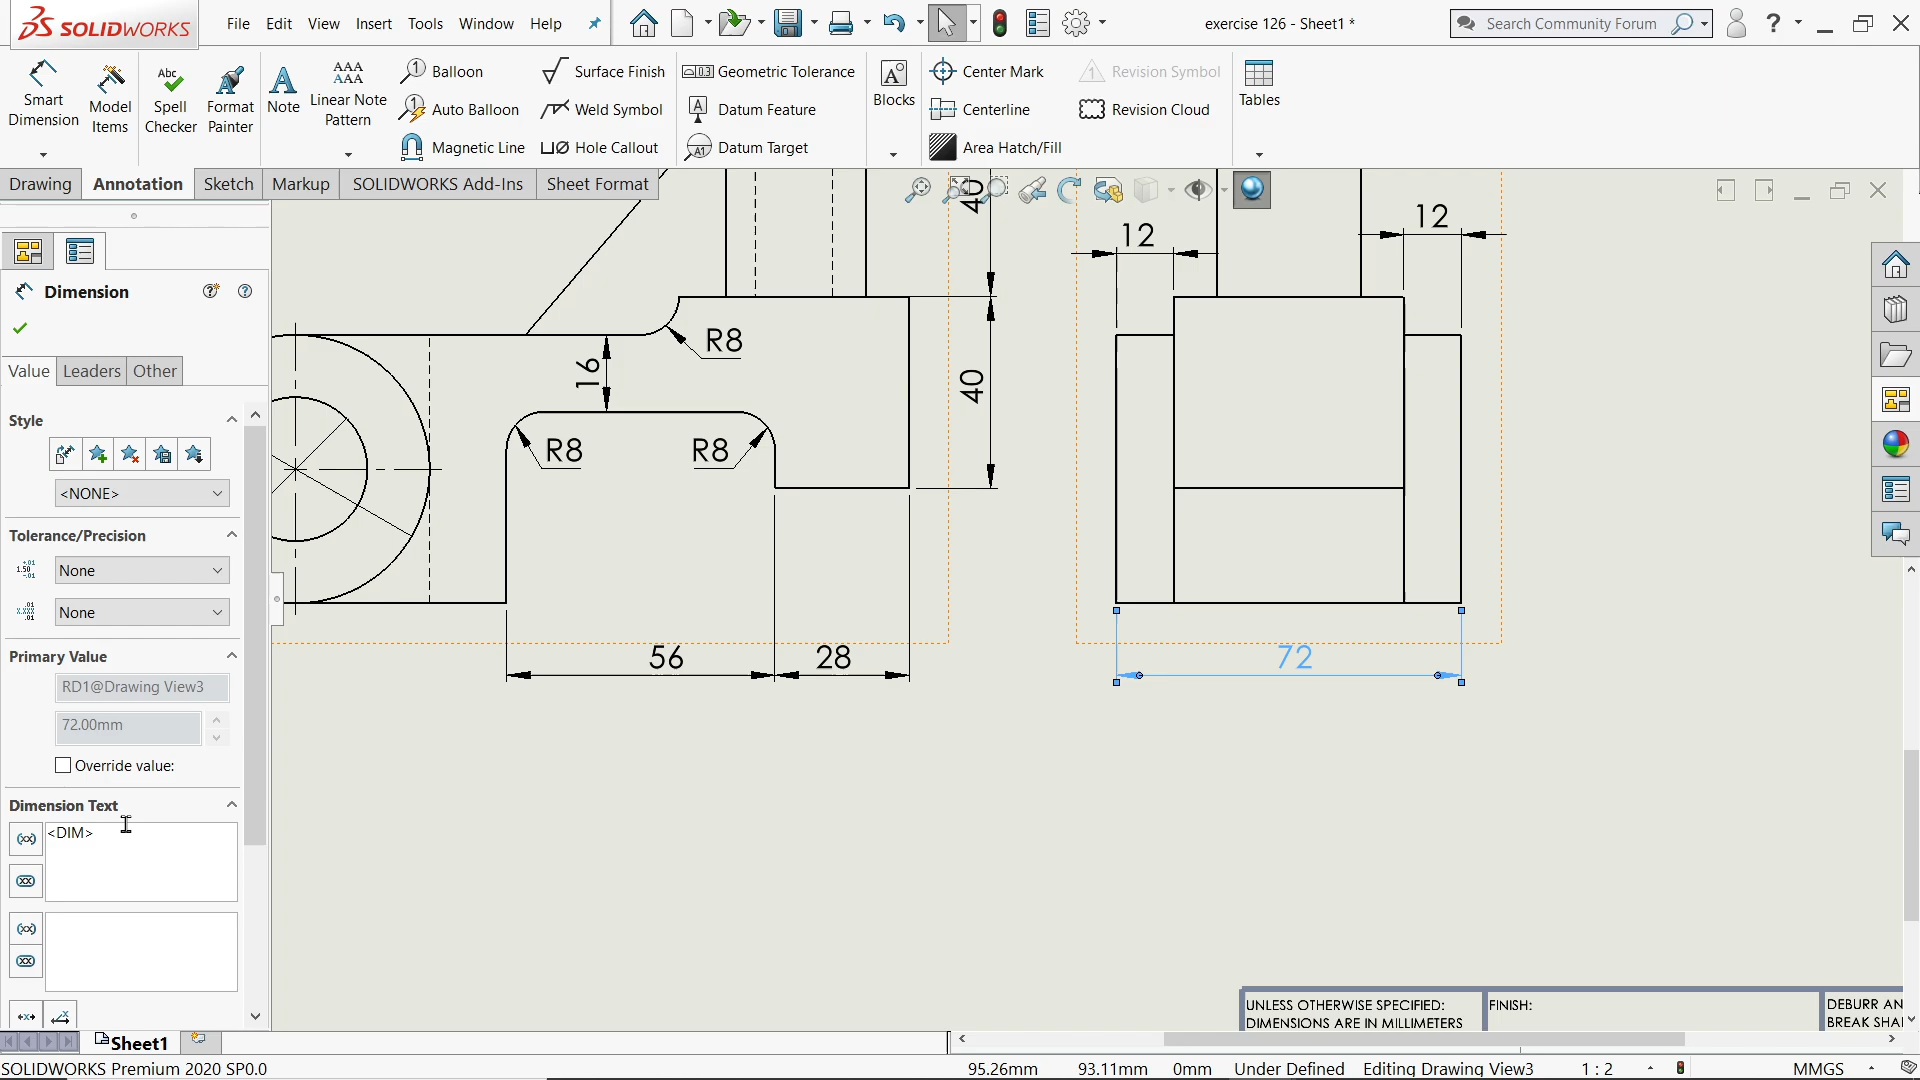 SOLIDWORKS
File Edit View Insert Tools Window Help
exercise 126 - Sheet1 *
Search Community Forum
?
Smart Dimension
Model Items
Spell Checker
Format Painter
Note
Linear Note Pattern
Balloon
Auto Balloon
Magnetic Line
Surface Finish
Weld Symbol
Hole Callout
Geometric Tolerance
Datum Feature
Datum Target
Blocks
Center Mark
Centerline
Area Hatch/Fill
Revision Symbol
Revision Cloud
Tables
Drawing Annotation Sketch Markup SOLIDWORKS Add-Ins Sheet Format
Dimension
Value Leaders Other
Style
<NONE>
Tolerance/Precision
None
None
Primary Value
RD1@Drawing View3
72.00mm
Override value:
Dimension Text
<DIM>
40
12
12
R8
16
40
R8
R8
56
28
72
UNLESS OTHERWISE SPECIFIED:
DIMENSIONS ARE IN MILLIMETERS
FINISH:
DEBURR AN
BREAK SHA
Sheet1
SOLIDWORKS Premium 2020 SP0.0
95.26mm 93.11mm 0mm Under Defined Editing Drawing View3 1 : 2 MMGS